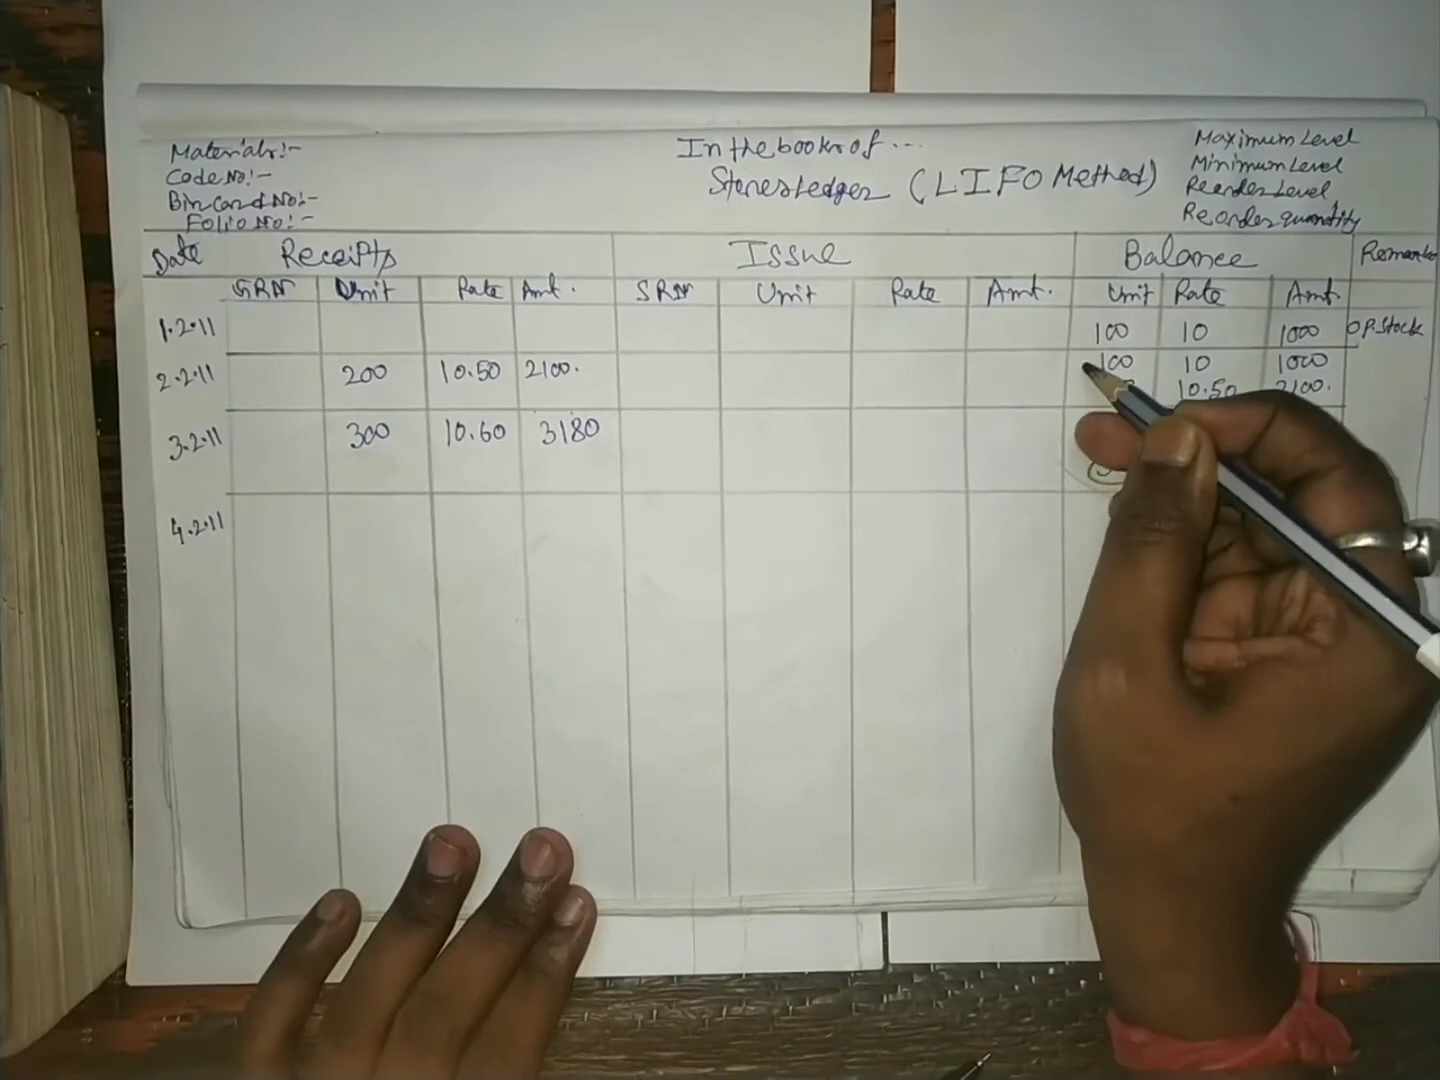 Materials:-
Code No:-
Bin Card No:-
Folio No:-
In the books of ...
Stores Ledger (LIFO Method)
Maximum Level
Minimum Level
Reorder Level
Reorder quantity
Date Receipts Issue Balance Remarks
GRN Unit Rate Amt. SRN Unit Rate Amt. Unit Rate Amt.
1.2.11 100 10 1000 OP.Stock
2.2.11 200 10.50 2100. 100 10 1000
10.50 2100.
3.2.11 300 10.60 3180
4.2.11